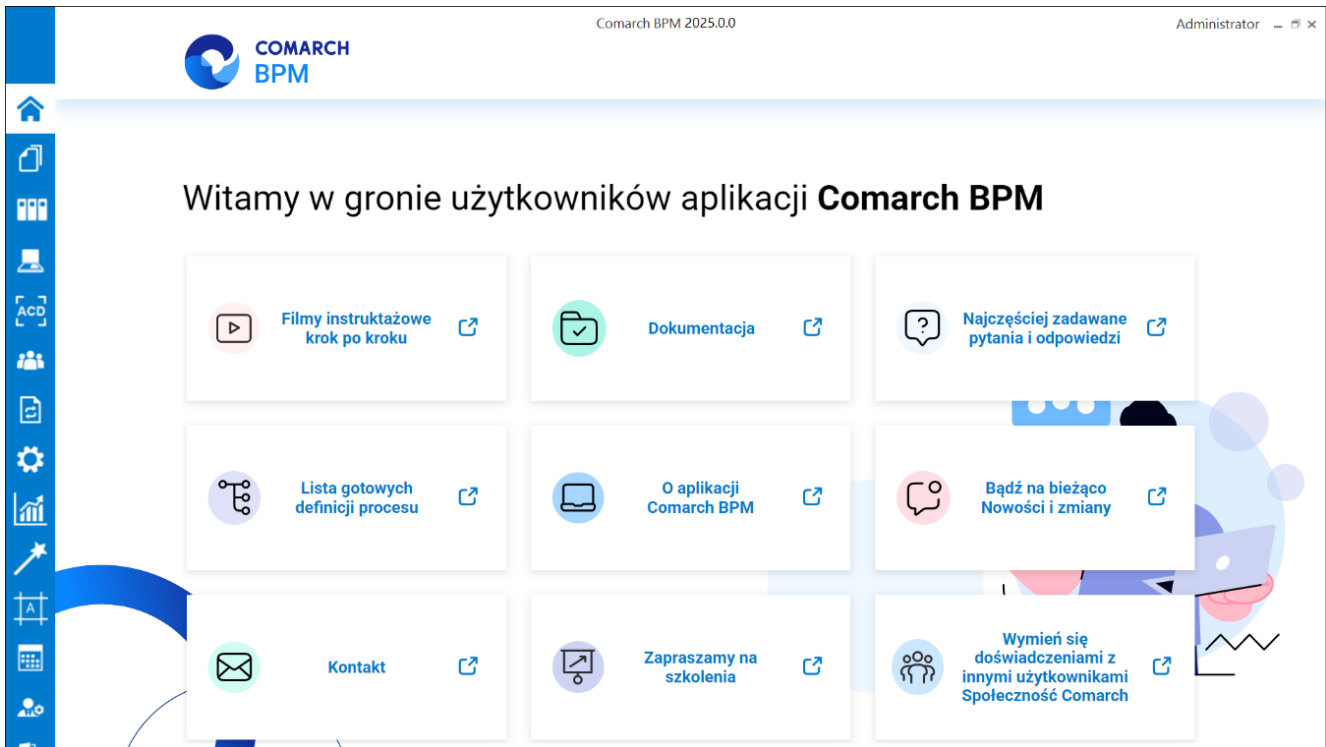 Comarch BPM 2025.0.0
Administrator
COMARCH
BPM
Witamy w gronie użytkowników aplikacji Comarch BPM
Filmy instruktażowe
krok po kroku
Dokumentacja
Najczęściej zadawane
pytania i odpowiedzi
ACD
Lista gotowych
definicji procesu
O aplikacji
Comarch BPM
Bądź na bieżąco
Nowości i zmiany
A
Kontakt
Zapraszamy na
szkolenia
Wymień się
doświadczeniami z
innymi użytkownikami
Społeczność Comarch